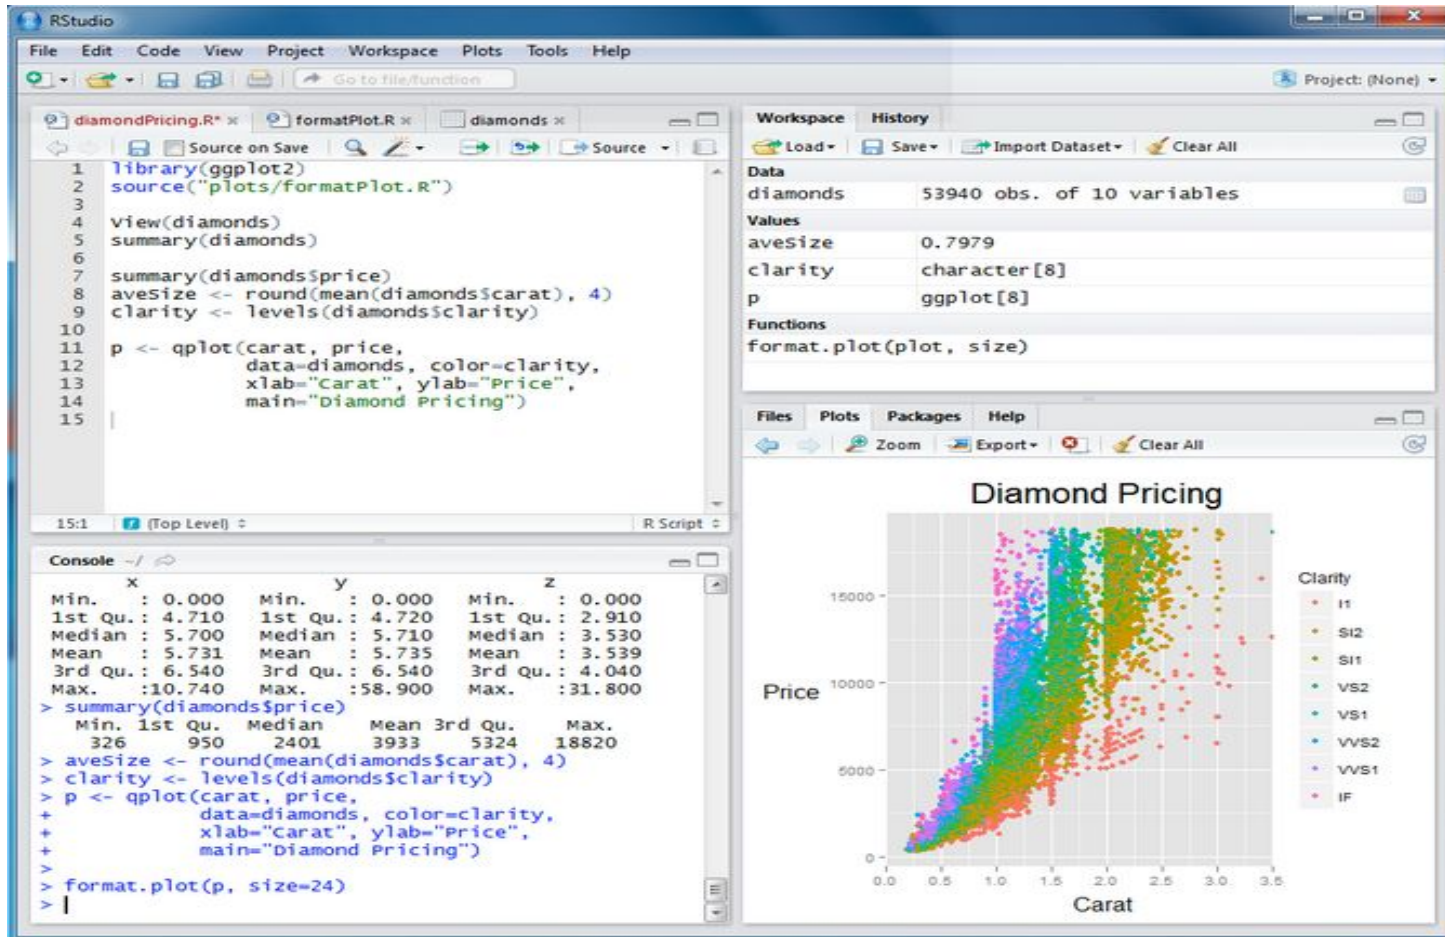 RStudio
File Edit Code View Project Workspace Plots Tools Help
Go to file/function
Project: (None)
diamondPricing.R* formatPlot.R diamonds
Source on Save Source
1 library(ggplot2)
2 source("plots/formatPlot.R")
3
4 View(diamonds)
5 summary(diamonds)
6
7 summary(diamonds$price)
8 aveSize <- round(mean(diamonds$carat), 4)
9 clarity <- levels(diamonds$clarity)
10
11 p <- qplot(carat, price,
12 data=diamonds, color=clarity,
13 xlab="Carat", ylab="Price",
14 main="Diamond Pricing")
15
15:1 (Top Level) R Script
Console ~/
x y z
Min. : 0.000 Min. : 0.000 Min. : 0.000
1st Qu.: 4.710 1st Qu.: 4.720 1st Qu.: 2.910
Median : 5.700 Median : 5.710 Median : 3.530
Mean : 5.731 Mean : 5.735 Mean : 3.539
3rd Qu.: 6.540 3rd Qu.: 6.540 3rd Qu.: 4.040
Max. :10.740 Max. :58.900 Max. :31.800
> summary(diamonds$price)
Min. 1st Qu. Median Mean 3rd Qu. Max.
326 950 2401 3933 5324 18820
> aveSize <- round(mean(diamonds$carat), 4)
> clarity <- levels(diamonds$clarity)
> p <- qplot(carat, price,
+ data=diamonds, color=clarity,
+ xlab="Carat", ylab="Price",
+ main="Diamond Pricing")
>
> format.plot(p, size=24)
>
Workspace History
Load Save Import Dataset Clear All
Data
diamonds 53940 obs. of 10 variables
Values
aveSize 0.7979
clarity character[8]
p ggplot[8]
Functions
format.plot(plot, size)
Files Plots Packages Help
Zoom Export Clear All
Diamond Pricing
Price
15000
10000
5000
0
0.0 0.5 1.0 1.5 2.0 2.5 3.0 3.5
Carat
Clarity
I1
SI2
SI1
VS2
VS1
VVS2
VVS1
IF